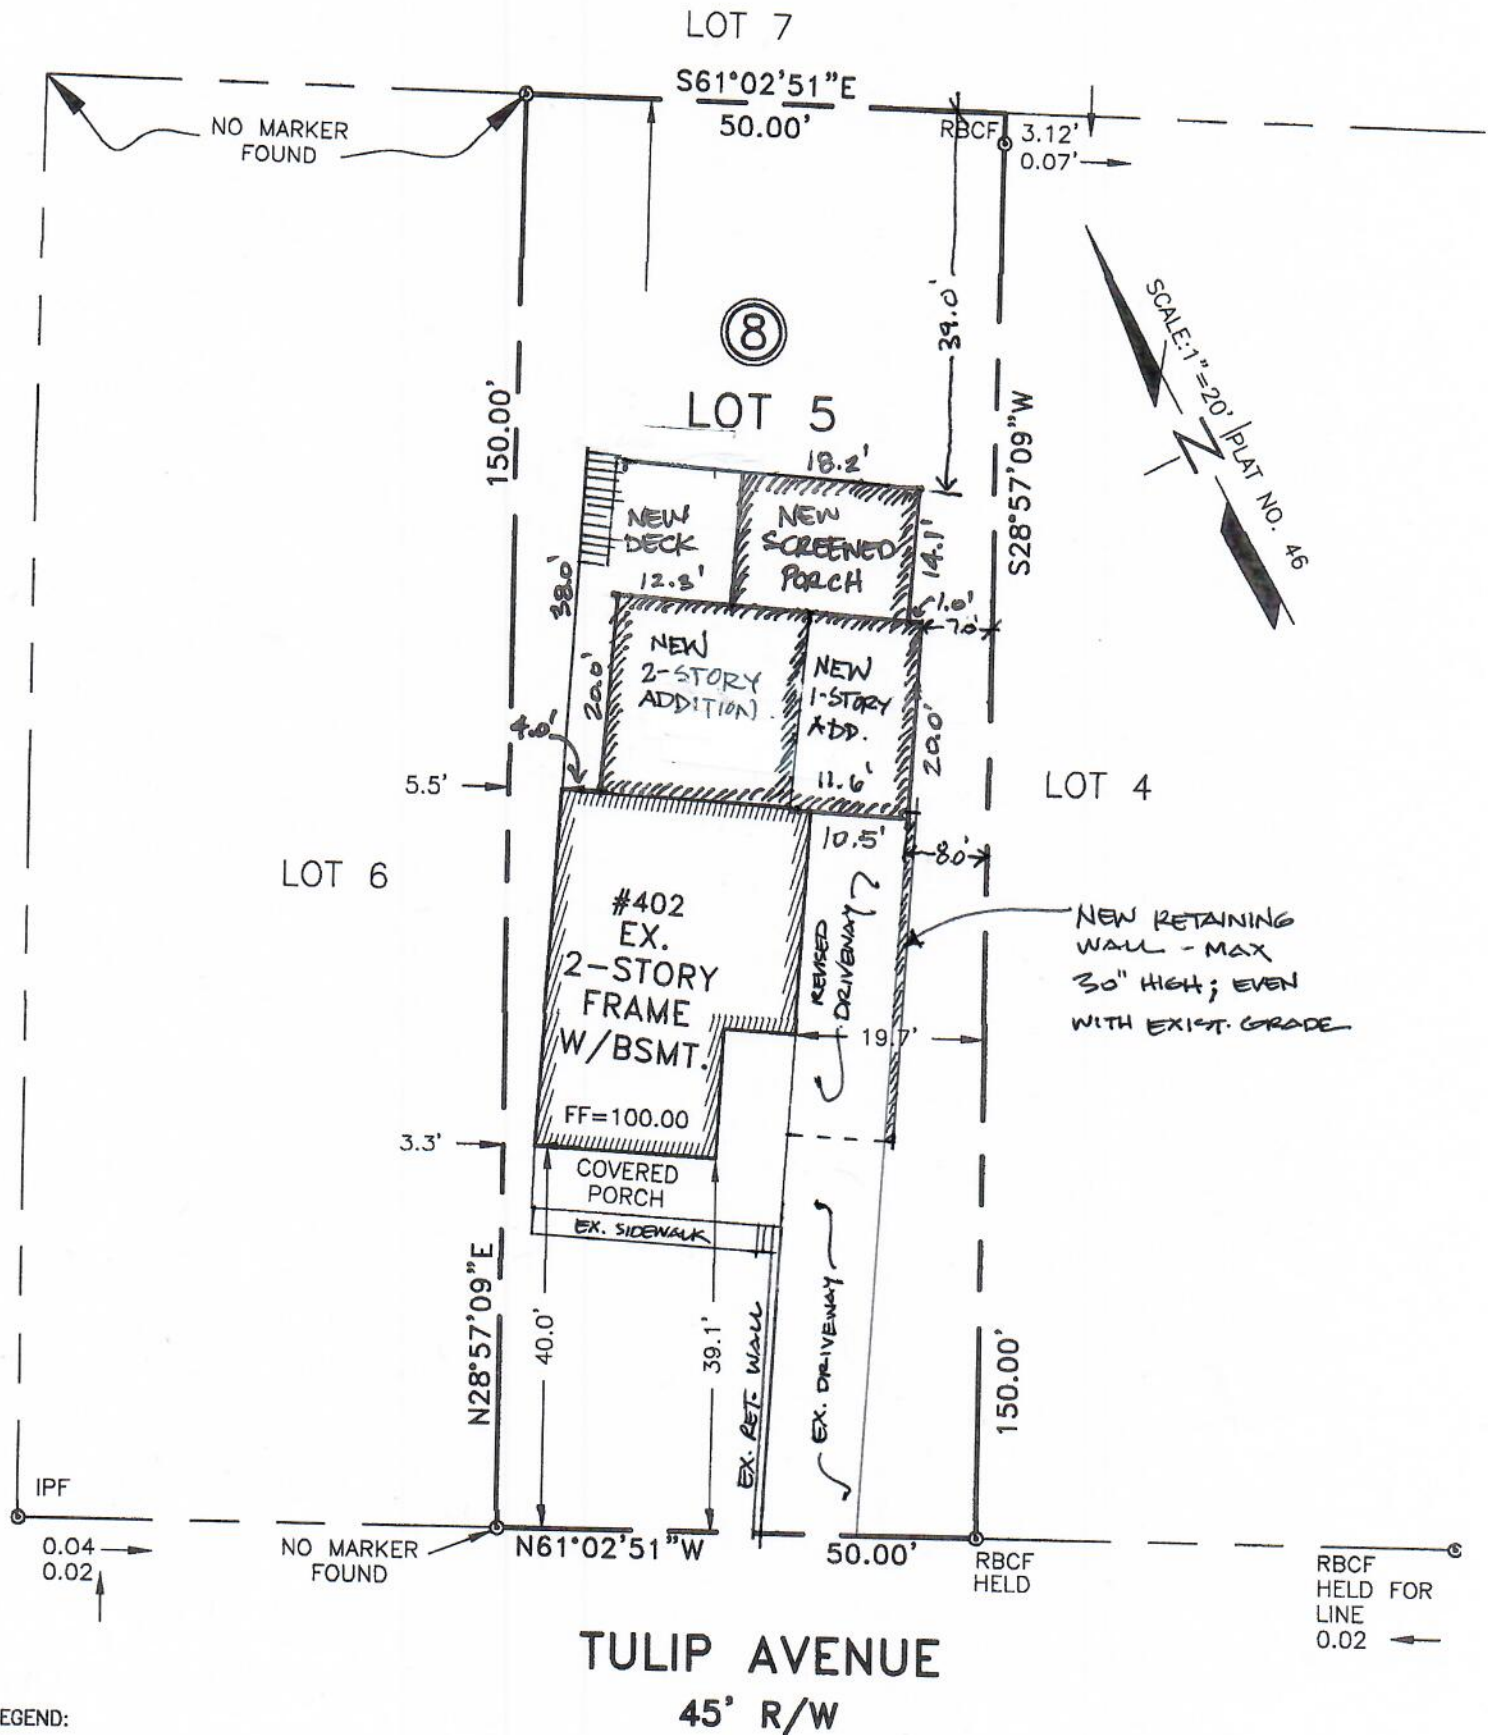 LOT 7
S61°02'51"E
50.00'
NO MARKER
FOUND
RBCF
3.12'
0.07'
39.0'
SCALE:1"=20'
PLAT NO. 46
N
8
LOT 5
150.00'
S28°57'09"W
18.2'
NEW
DECK
12.3'
NEW
SCREENED
PORCH
14.1'
1.0'
7.0'
38.0'
20.0'
NEW
2-STORY
ADDITION
NEW
1-STORY
ADD.
11.6'
20.0'
4.0'
5.5'
LOT 4
LOT 6
10.5'
8.0'
#402
EX.
2-STORY
FRAME
W/BSMT.
FF=100.00
REVISED
DRIVEWAY
19.7'
NEW RETAINING
WALL - MAX
30" HIGH; EVEN
WITH EXIST. GRADE
3.3'
COVERED
PORCH
EX. SIDEWALK
N28°57'09"E
40.0'
39.1'
EX. RET. WALL
EX. DRIVEWAY
150.00'
IPF
0.04
0.02
NO MARKER
FOUND
N61°02'51"W
50.00'
RBCF
HELD
RBCF
HELD FOR
LINE
0.02
TULIP AVENUE
45' R/W
EGEND: